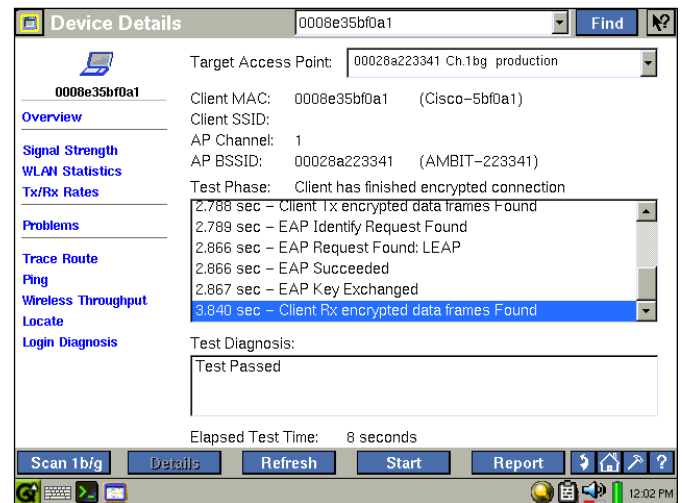 Device Details
0008e35bf0a1
Find
?
Target Access Point: 00028a223341 Ch.1bg production
0008e35bf0a1
Overview
Signal Strength
WLAN Statistics
Tx/Rx Rates
Problems
Trace Route
Ping
Wireless Throughput
Locate
Login Diagnosis
Client MAC: 0008e35bf0a1 (Cisco-5bf0a1)
Client SSID:
AP Channel: 1
AP BSSID: 00028a223341 (AMBIT-223341)
Test Phase: Client has finished encrypted connection
2.788 sec – Client Tx encrypted data frames Found
2.789 sec – EAP Identify Request Found
2.866 sec – EAP Request Found: LEAP
2.866 sec – EAP Succeeded
2.867 sec – EAP Key Exchanged
3.840 sec – Client Rx encrypted data frames Found
Test Diagnosis:
Test Passed
Elapsed Test Time: 8 seconds
Scan 1b/g
Details
Refresh
Start
Report
?
12:02 PM